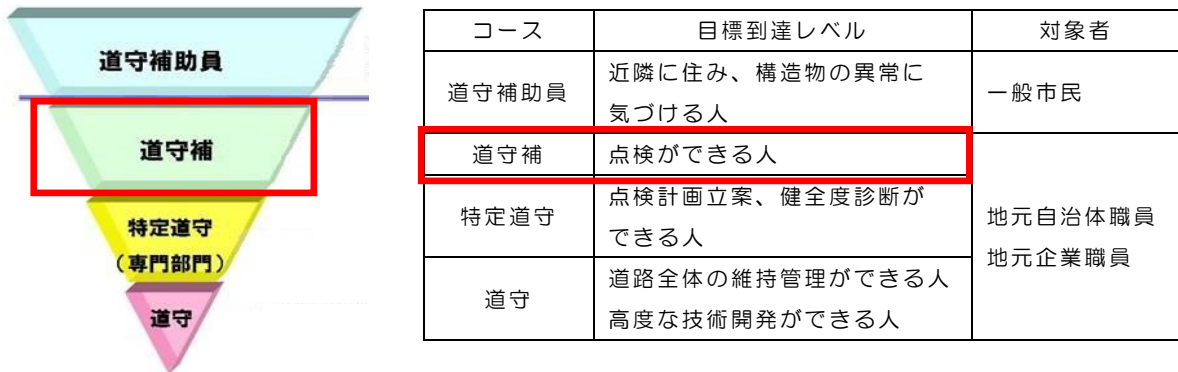 道守補助員
道守補
特定道守
(専門部門)
道守
コース 目標到達レベル 対象者
道守補助員 近隣に住み、構造物の異常に
気づける人 一般市民
道守補 点検ができる人
特定道守 点検計画立案、健全度診断が
できる人
道守 道路全体の維持管理ができる人
高度な技術開発ができる人
地元自治体職員
地元企業職員